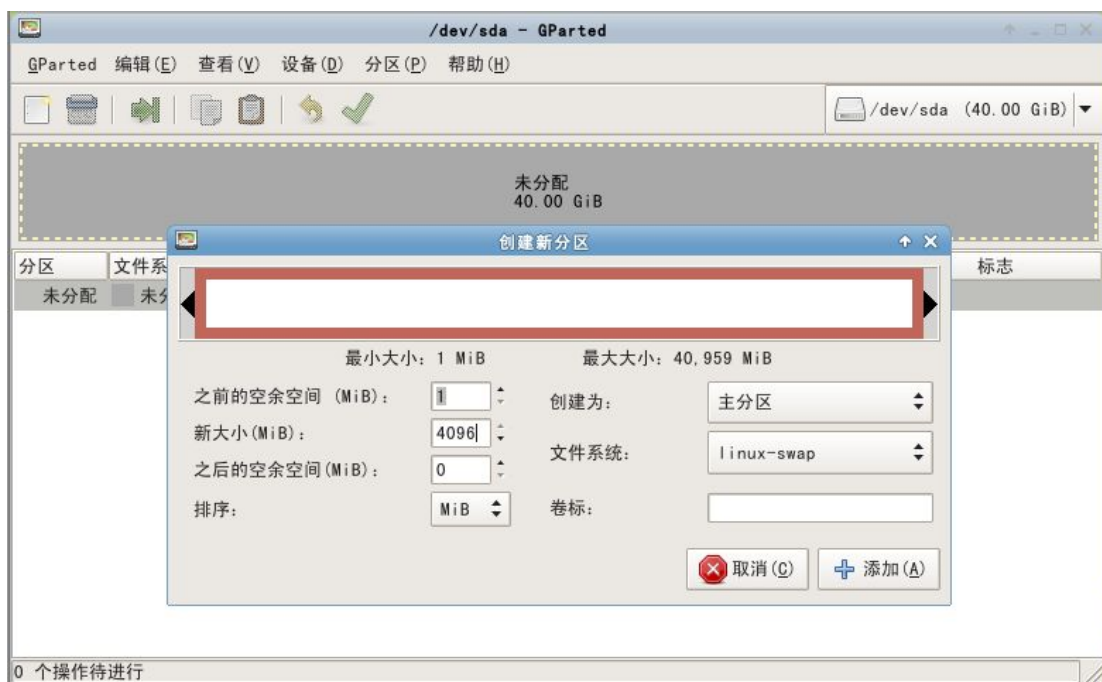 /dev/sda - GParted
GParted 编辑(E) 查看(V) 设备(D) 分区(P) 帮助(H)
/dev/sda (40.00 GiB)
未分配
40.00 GiB
创建新分区
分区 文件系 标志
未分配 未分
最小大小: 1 MiB 最大大小: 40,959 MiB
之前的空余空间 (MiB): 1 创建为: 主分区
新大小(MiB): 4096 文件系统: linux-swap
之后的空余空间(MiB): 0
排序: MiB 卷标:
取消(C) 添加(A)
0 个操作待进行